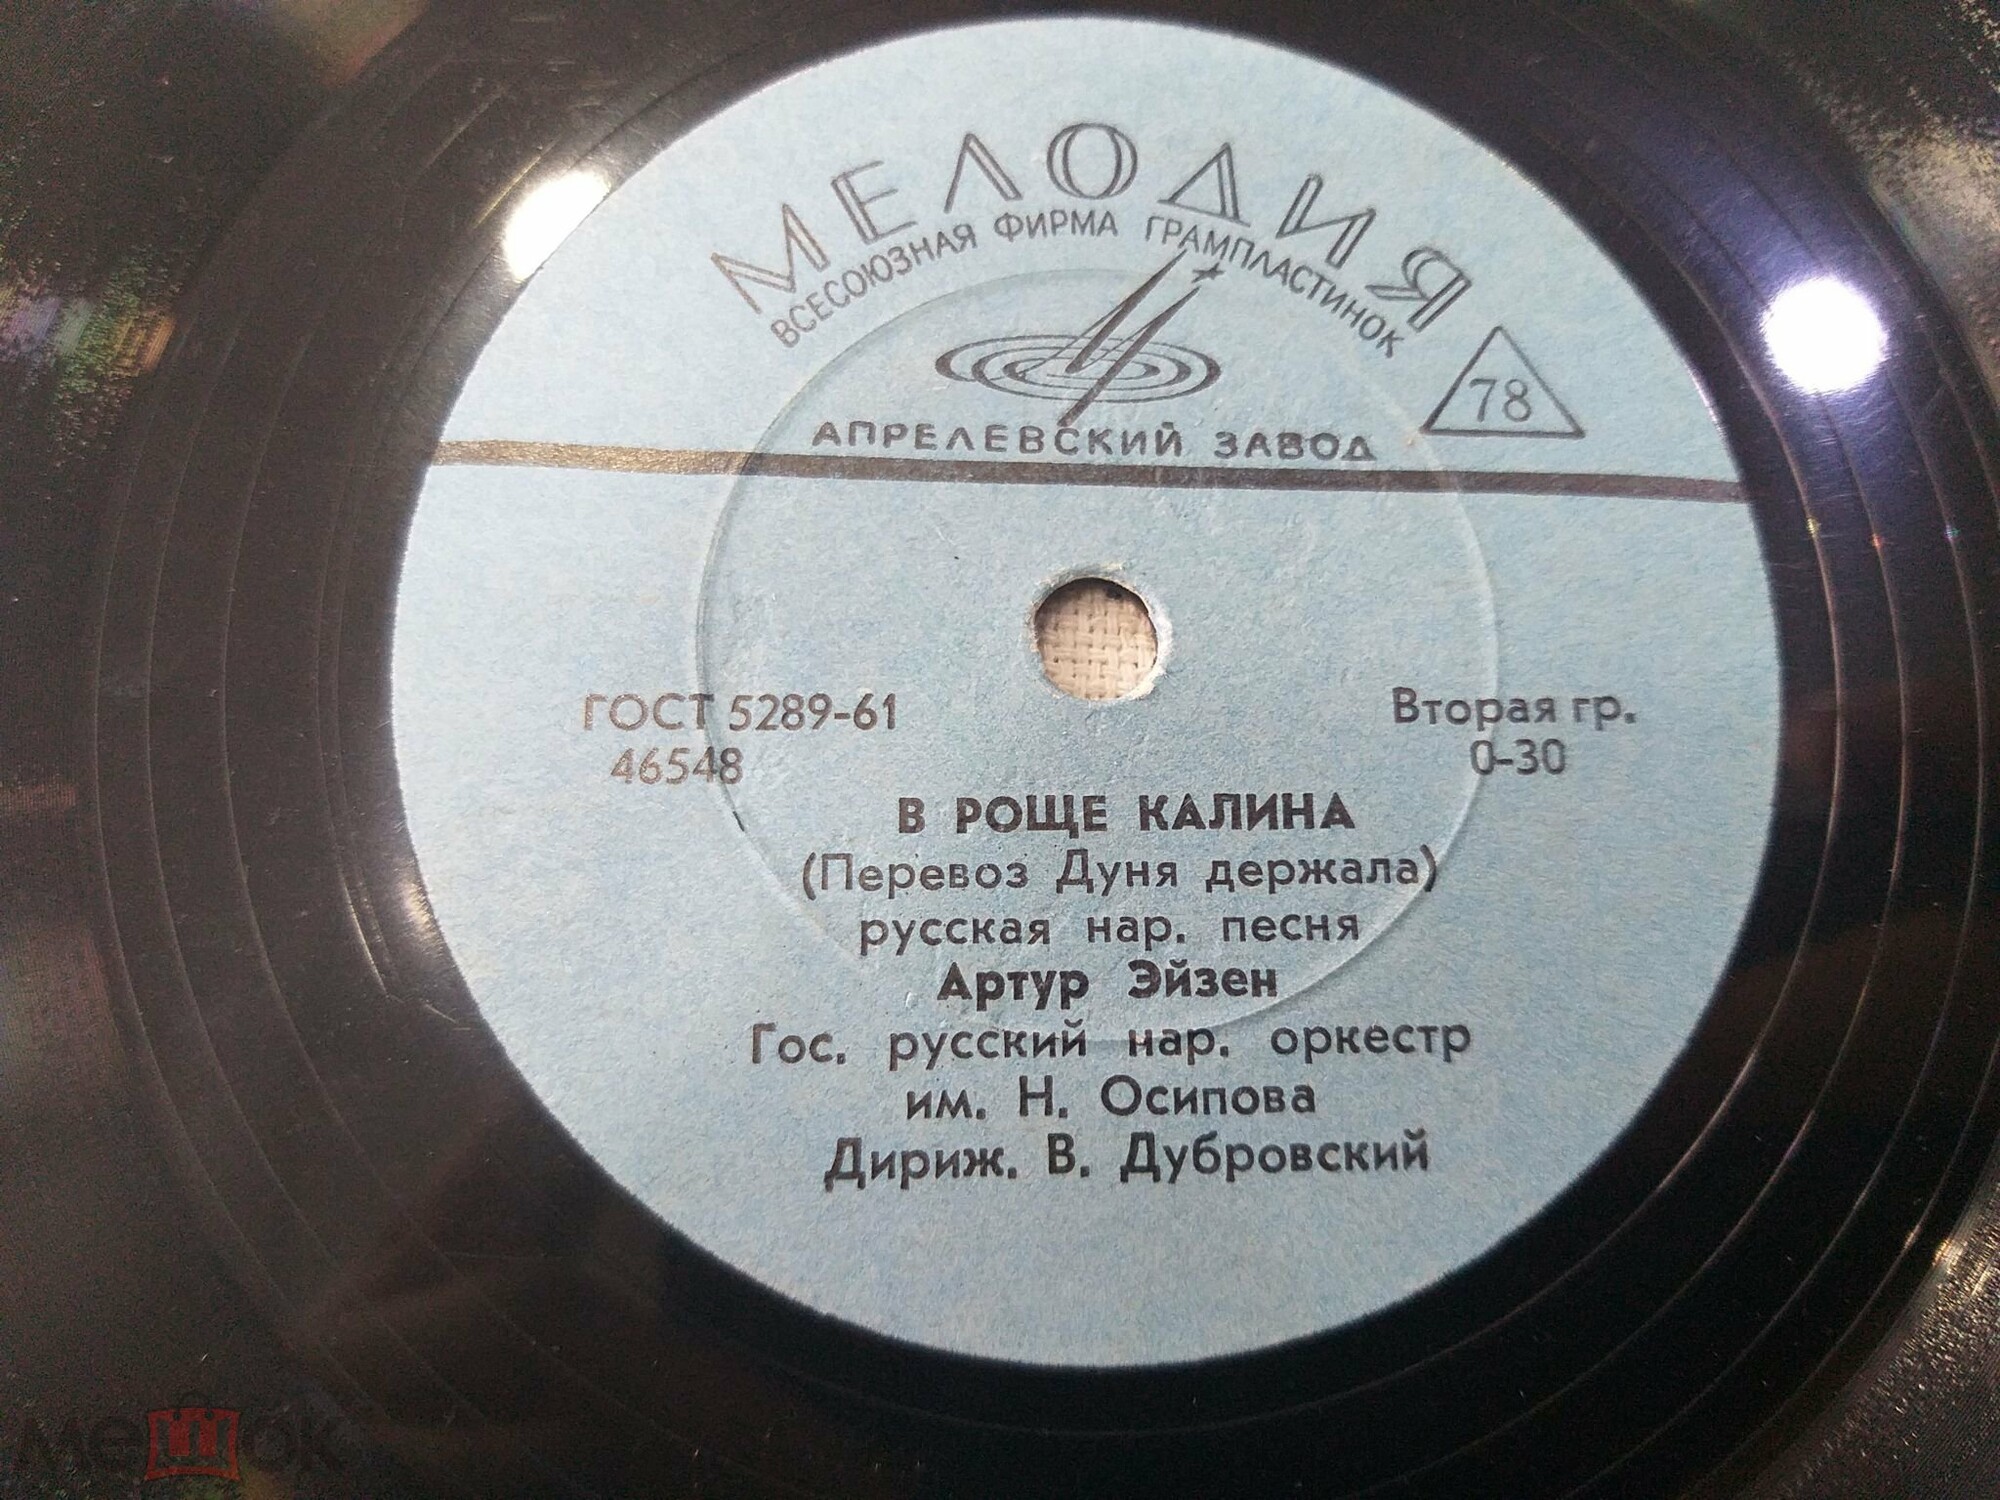 МЕЛОДИЯ
ВСЕСОЮЗНАЯ ФИРМА ГРАМПЛАСТИНОК
78
АПРЕЛЕВСКИЙ ЗАВОД
ГОСТ 5289-61
46548
Вторая гр.
0-30
В РОЩЕ КАЛИНА
(Перевоз Дуня держала)
русская нар. песня
Артур Эйзен
Гос. русский нар. оркестр
им. Н. Осипова
Дириж. В. Дубровский
мешок